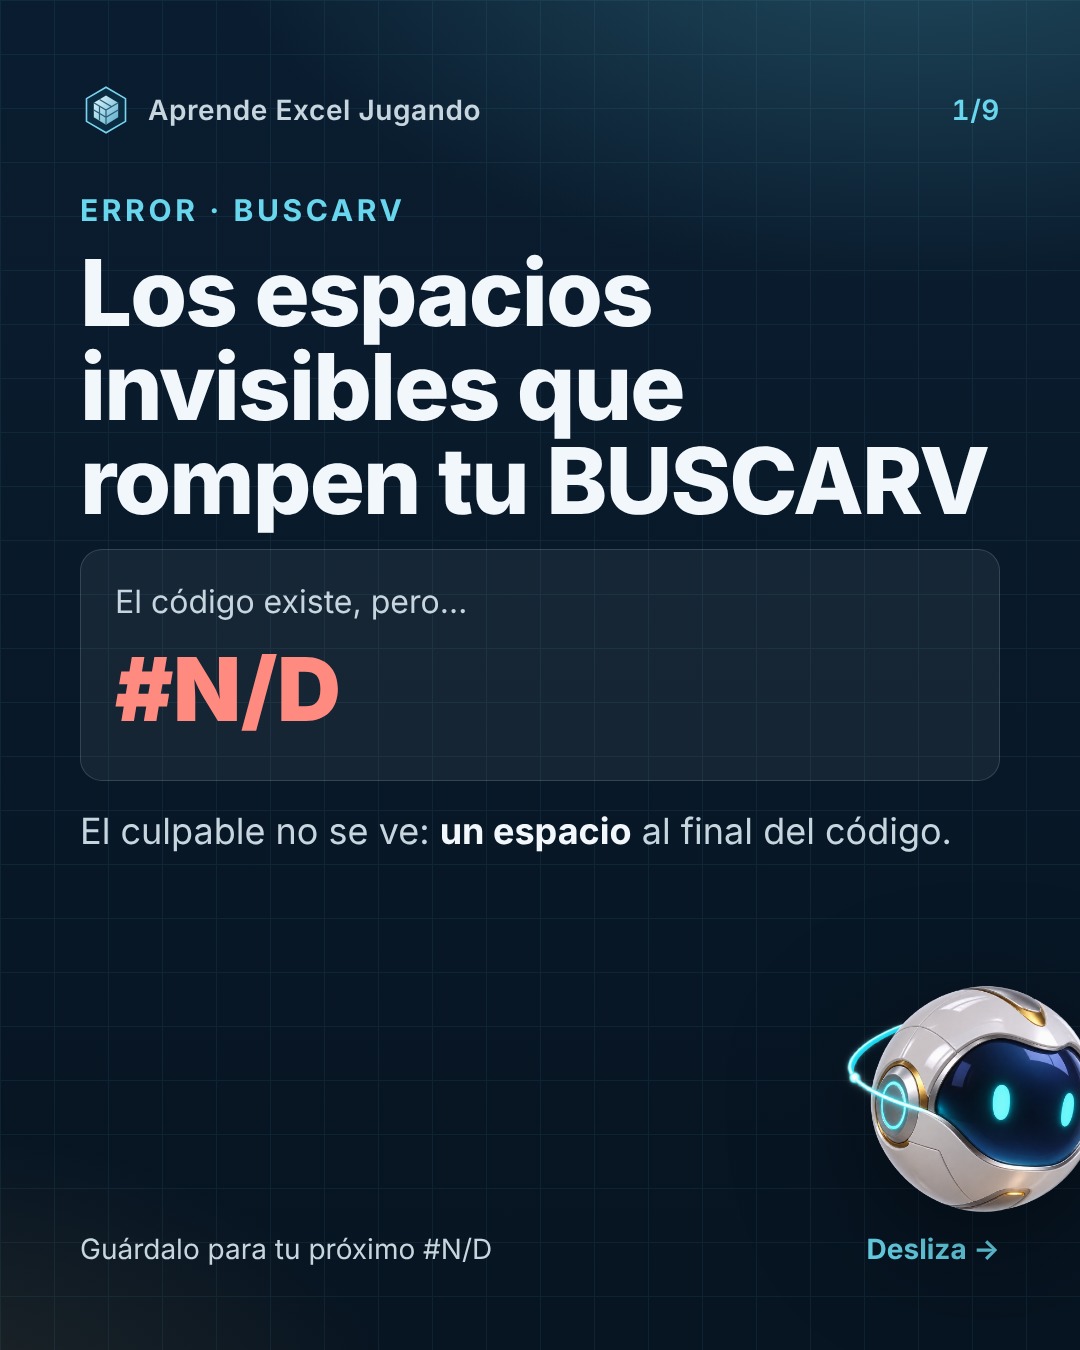 Aprende Excel Jugando
1/9
ERROR · BUSCARV
Los espacios
invisibles que
rompen tu BUSCARV
El código existe, pero...
#N/D
El culpable no se ve: un espacio al final del código.
Guárdalo para tu próximo #N/D
Desliza →